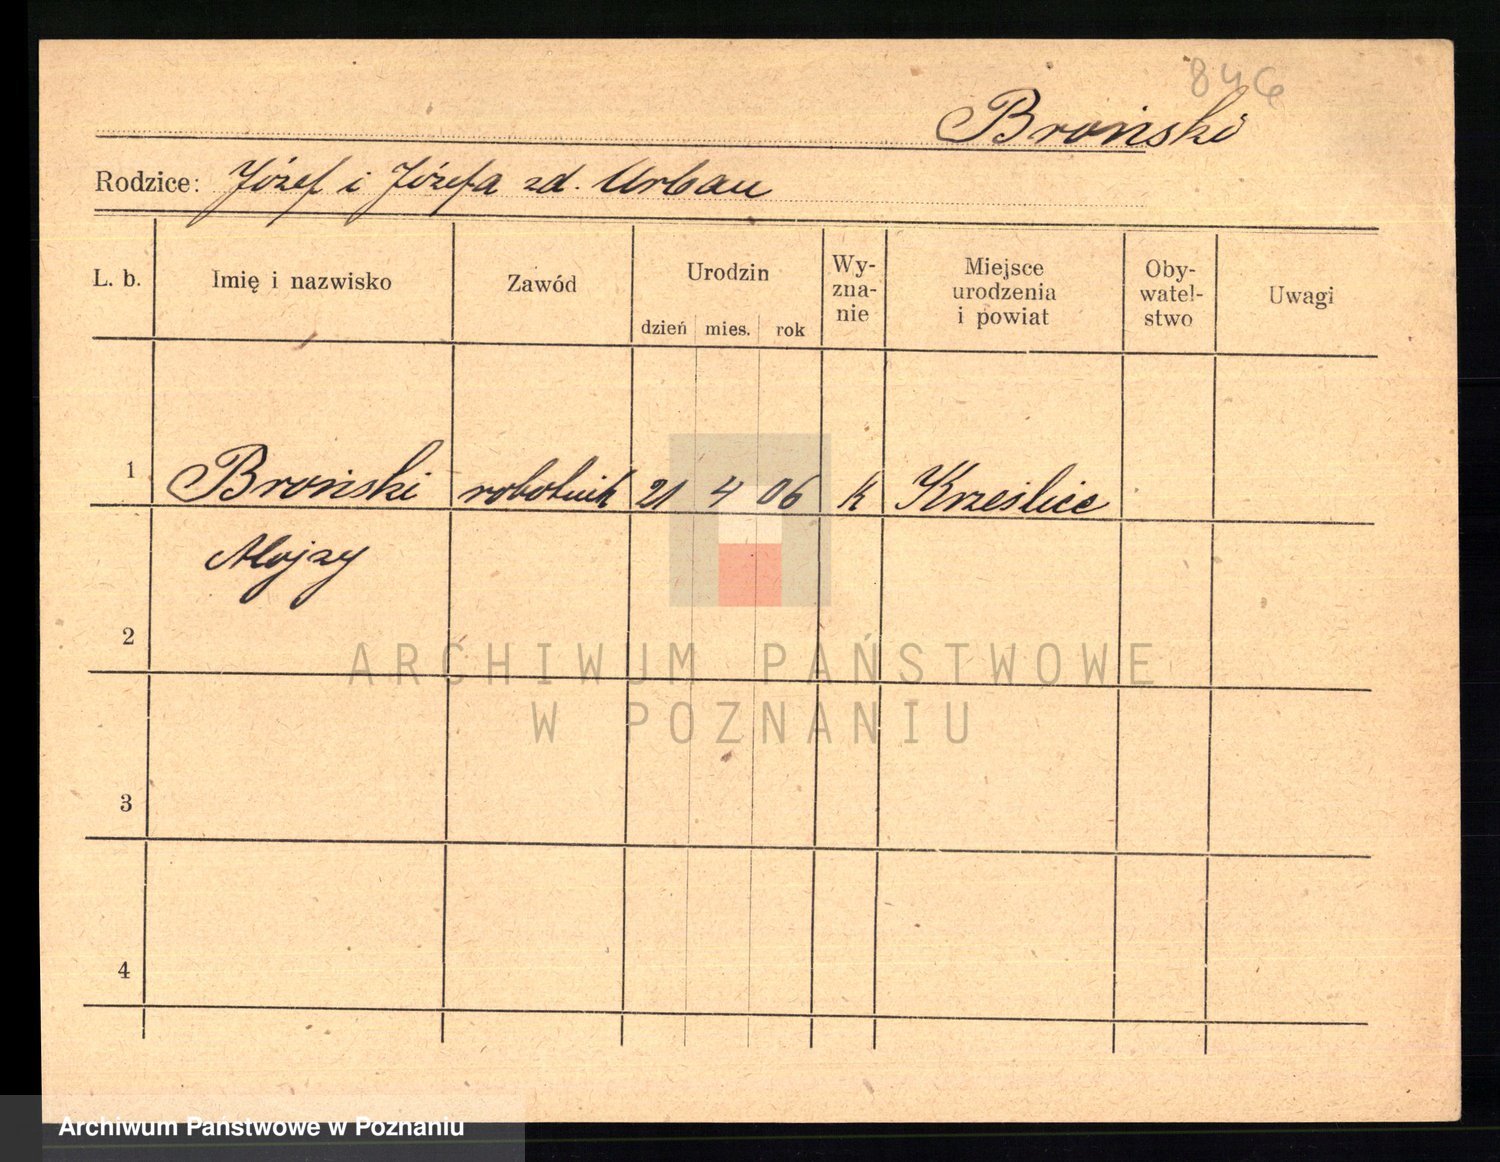 846
Broński
Rodzice: Józef i Józefa zd. Urban
L. b.
Imię i nazwisko
Zawód
Urodzin
dzień mies. rok
Wy-
zna-
nie
Miejsce
urodzenia
i powiat
Oby-
watel-
stwo
Uwagi
1 Broński robotnik 21 4 06 k Krześlice
Alojzy
2
3
4
ARCHIWUM PAŃSTWOWE
W POZNANIU
Archiwum Państwowe w Poznaniu